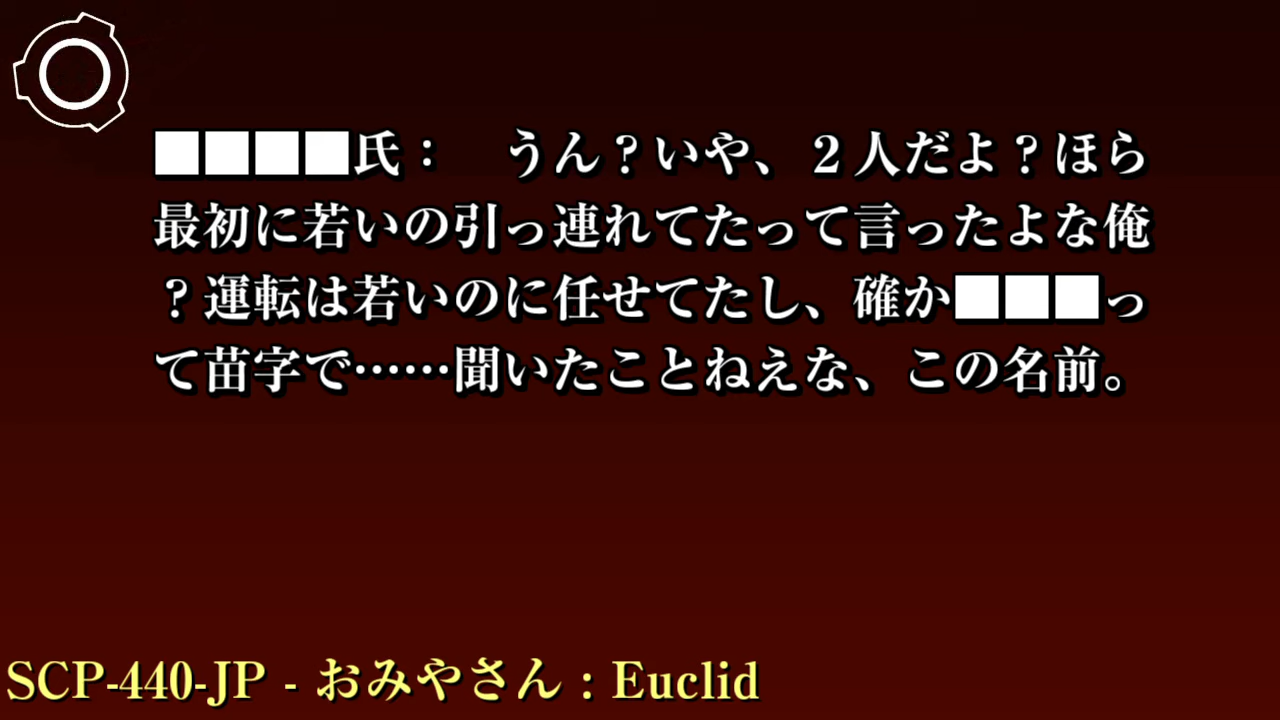 ■■■■氏：　うん？いや、２人だよ？ほら
最初に若いの引っ連れてたって言ったよな俺
？運転は若いのに任せてたし、確か■■■っ
て苗字で……聞いたことねえな、この名前。
SCP-440-JP - おみやさん : Euclid